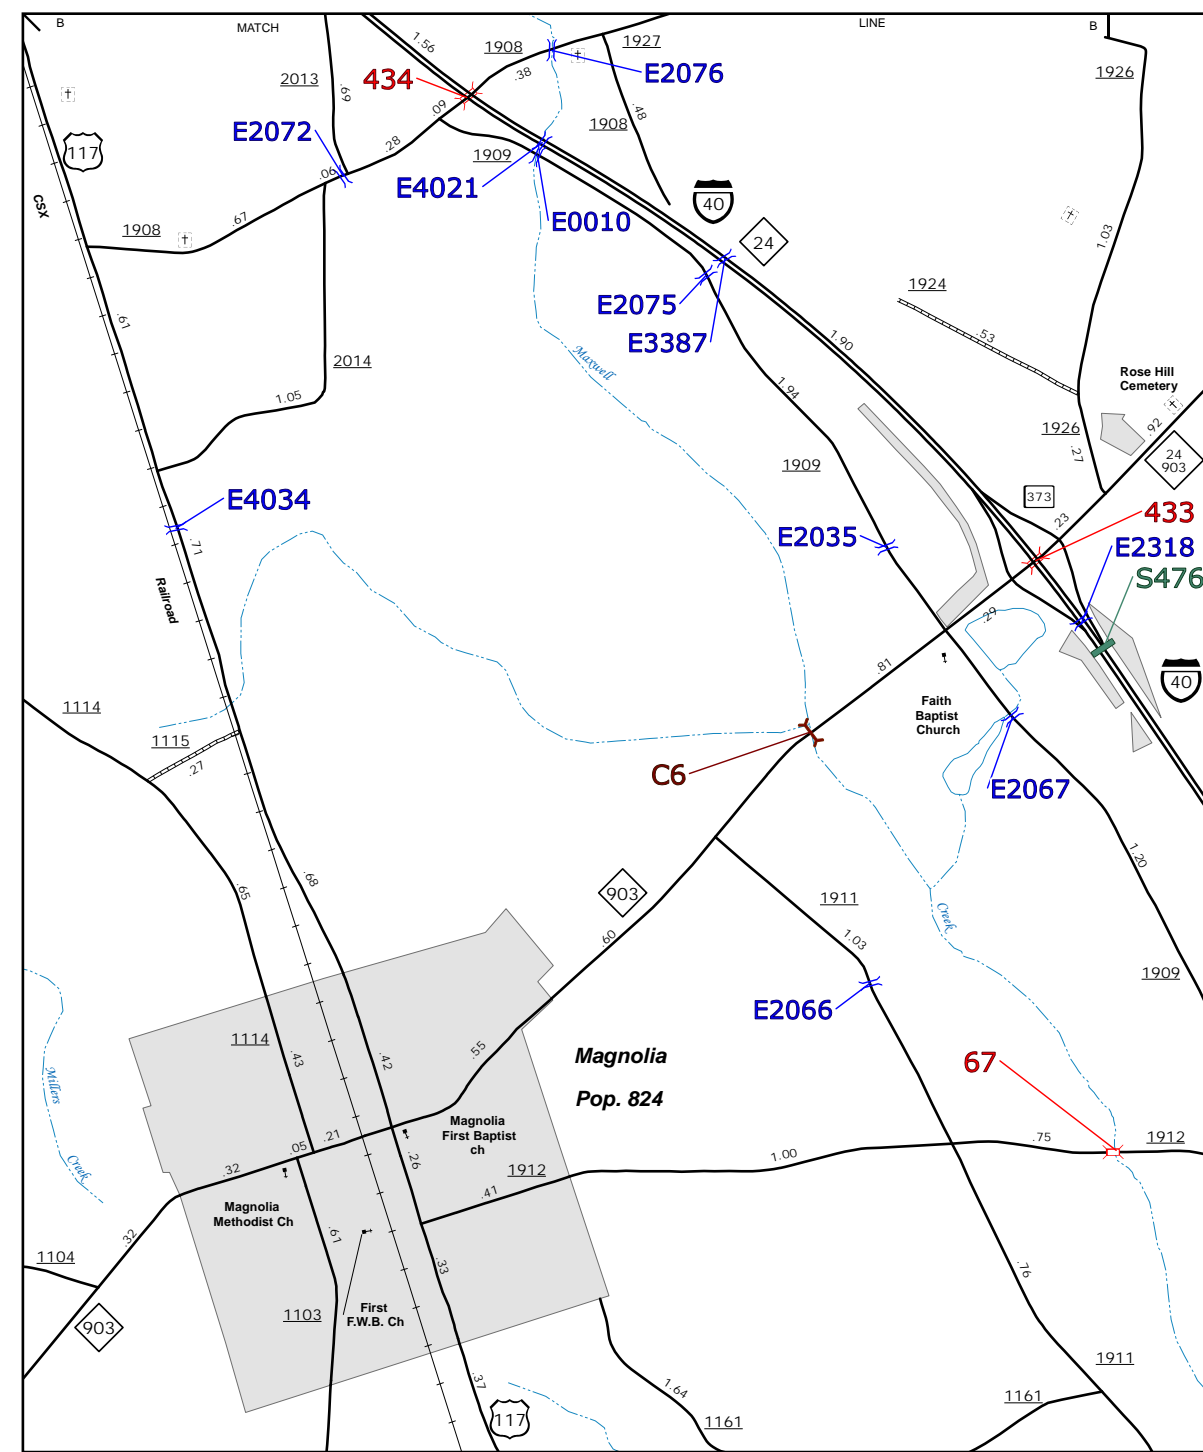 B
MATCH
LINE
B
1.56
1908
1927
.38
E2076
1926
2013
434
.69
.09
.48
1908
E2072
.28
117
1909
.06
E4021
40
CSX
E0010
24
1908
.67
1.03
E2075
1924
E3387
.61
1.90
.53
Maxwell
2014
Rose Hill
Cemetery
1.05
1.94
1926
.92
.27
24
903
1909
373
E4034
433
.23
.71
E2035
E2318
S476
Railroad
.29
.81
40
1114
Faith
Baptist
Church
1115
.27
C6
E2067
1.20
.68
.65
903
1911
Creek
.60
1.03
1909
E2066
1114
.43
.42
.55
Magnolia
67
Millers
Pop. 824
Magnolia
First Baptist
ch
.21
.05
.75
1912
1.00
Creek
.32
.26
1912
.41
Magnolia
Methodist Ch
.32
.61
1104
.33
.76
903
1103
First
F.W.B. Ch
1911
.37
1.64
1161
117
1161